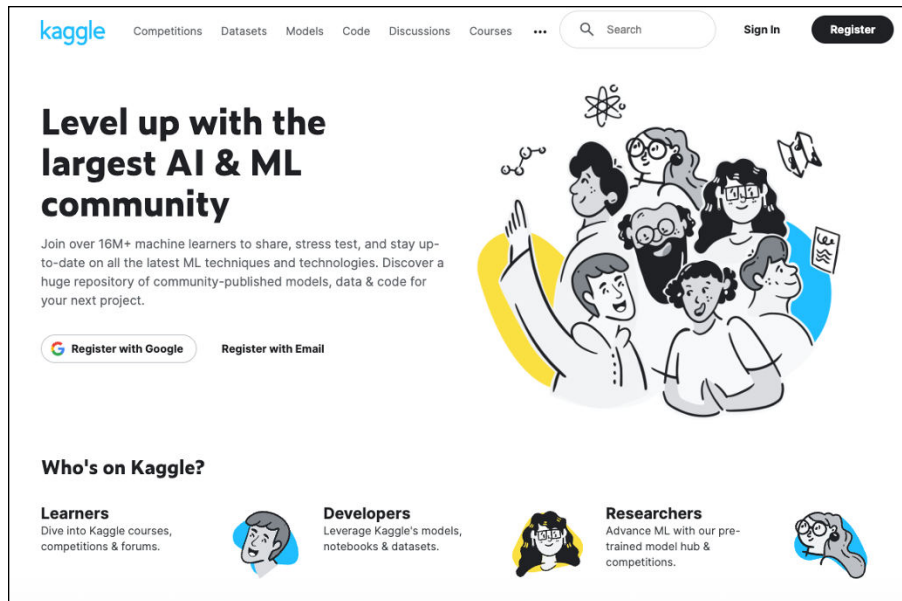 kaggle Competitions Datasets Models Code Discussions Courses ••• Search Sign In Register
Level up with the
largest AI & ML
community
Join over 16M+ machine learners to share, stress test, and stay up-
to-date on all the latest ML techniques and technologies. Discover a
huge repository of community-published models, data & code for
your next project.
Register with Google Register with Email
Who's on Kaggle?
Learners
Dive into Kaggle courses,
competitions & forums.
Developers
Leverage Kaggle's models,
notebooks & datasets.
Researchers
Advance ML with our pre-
trained model hub &
competitions.